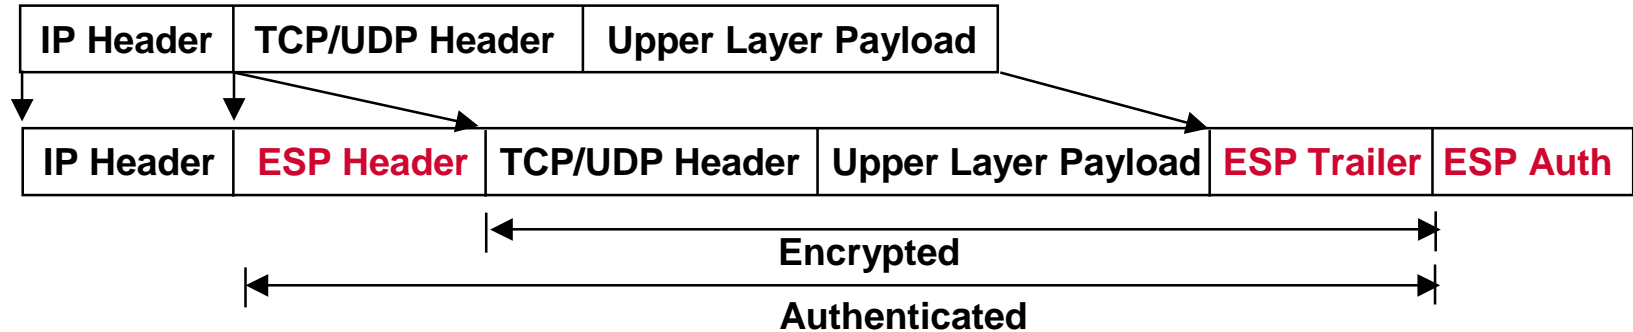 IP Header TCP/UDP Header Upper Layer Payload
IP Header ESP Header TCP/UDP Header Upper Layer Payload ESP Trailer ESP Auth
Encrypted
Authenticated